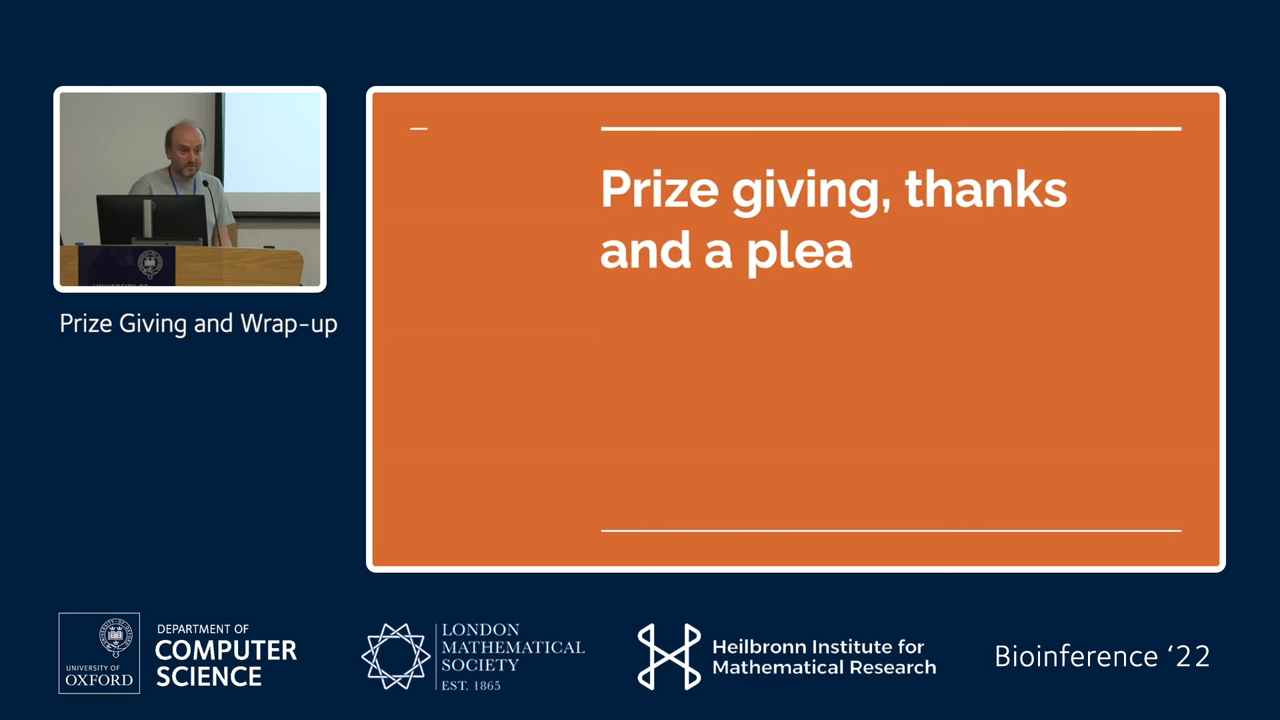 Prize giving, thanks
and a plea
Prize Giving and Wrap-up
UNIVERSITY OF
OXFORD
DEPARTMENT OF
COMPUTER
SCIENCE
LONDON
MATHEMATICAL
SOCIETY
EST. 1865
Heilbronn Institute for
Mathematical Research
Bioinference ‘22